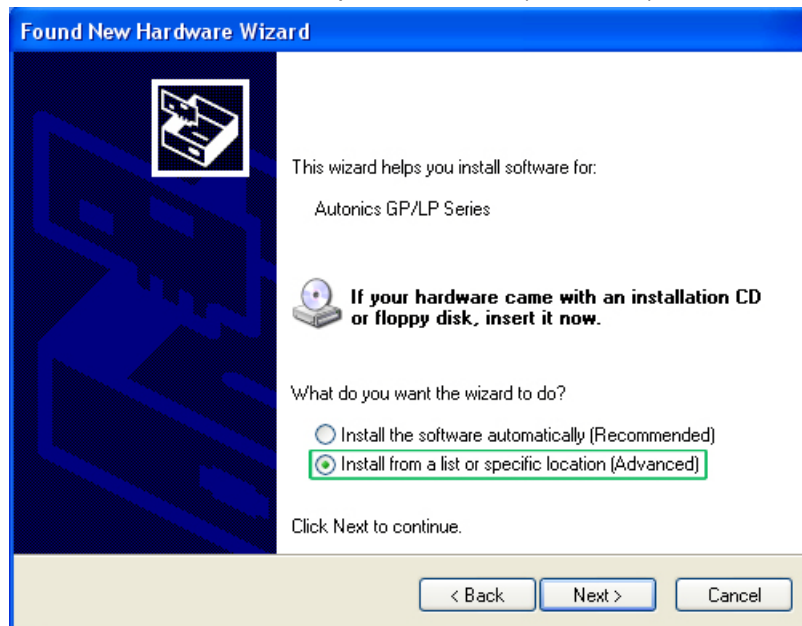 Found New Hardware Wizard
This wizard helps you install software for:
Autonics GP/LP Series
If your hardware came with an installation CD
or floppy disk, insert it now.
What do you want the wizard to do?
Install the software automatically (Recommended)
Install from a list or specific location (Advanced)
Click Next to continue.
< Back Next > Cancel